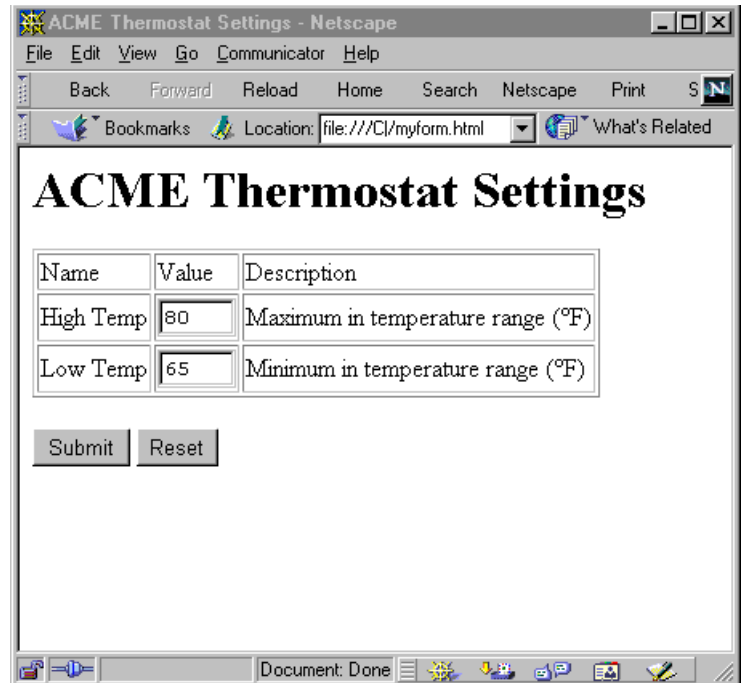 ACME Thermostat Settings - Netscape
File Edit View Go Communicator Help
Back Forward Reload Home Search Netscape Print S N
Bookmarks Location: file:///C|/myform.html What's Related
ACME Thermostat Settings
Name Value Description
High Temp 80 Maximum in temperature range (ºF)
Low Temp 65 Minimum in temperature range (ºF)
Submit Reset
Document: Done